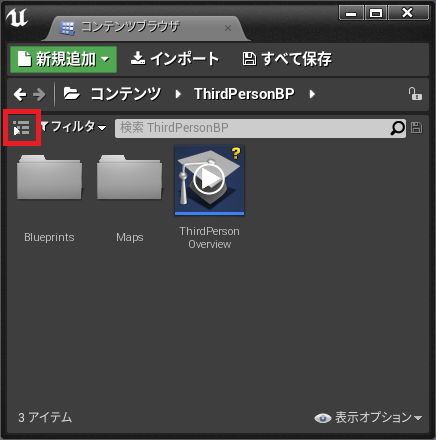 コンテンツブラウザ
新規追加 インポート すべて保存
コンテンツ ThirdPersonBP
フィルタ 検索 ThirdPersonBP
Blueprints
Maps
ThirdPerson
Overview
3 アイテム
表示オプション